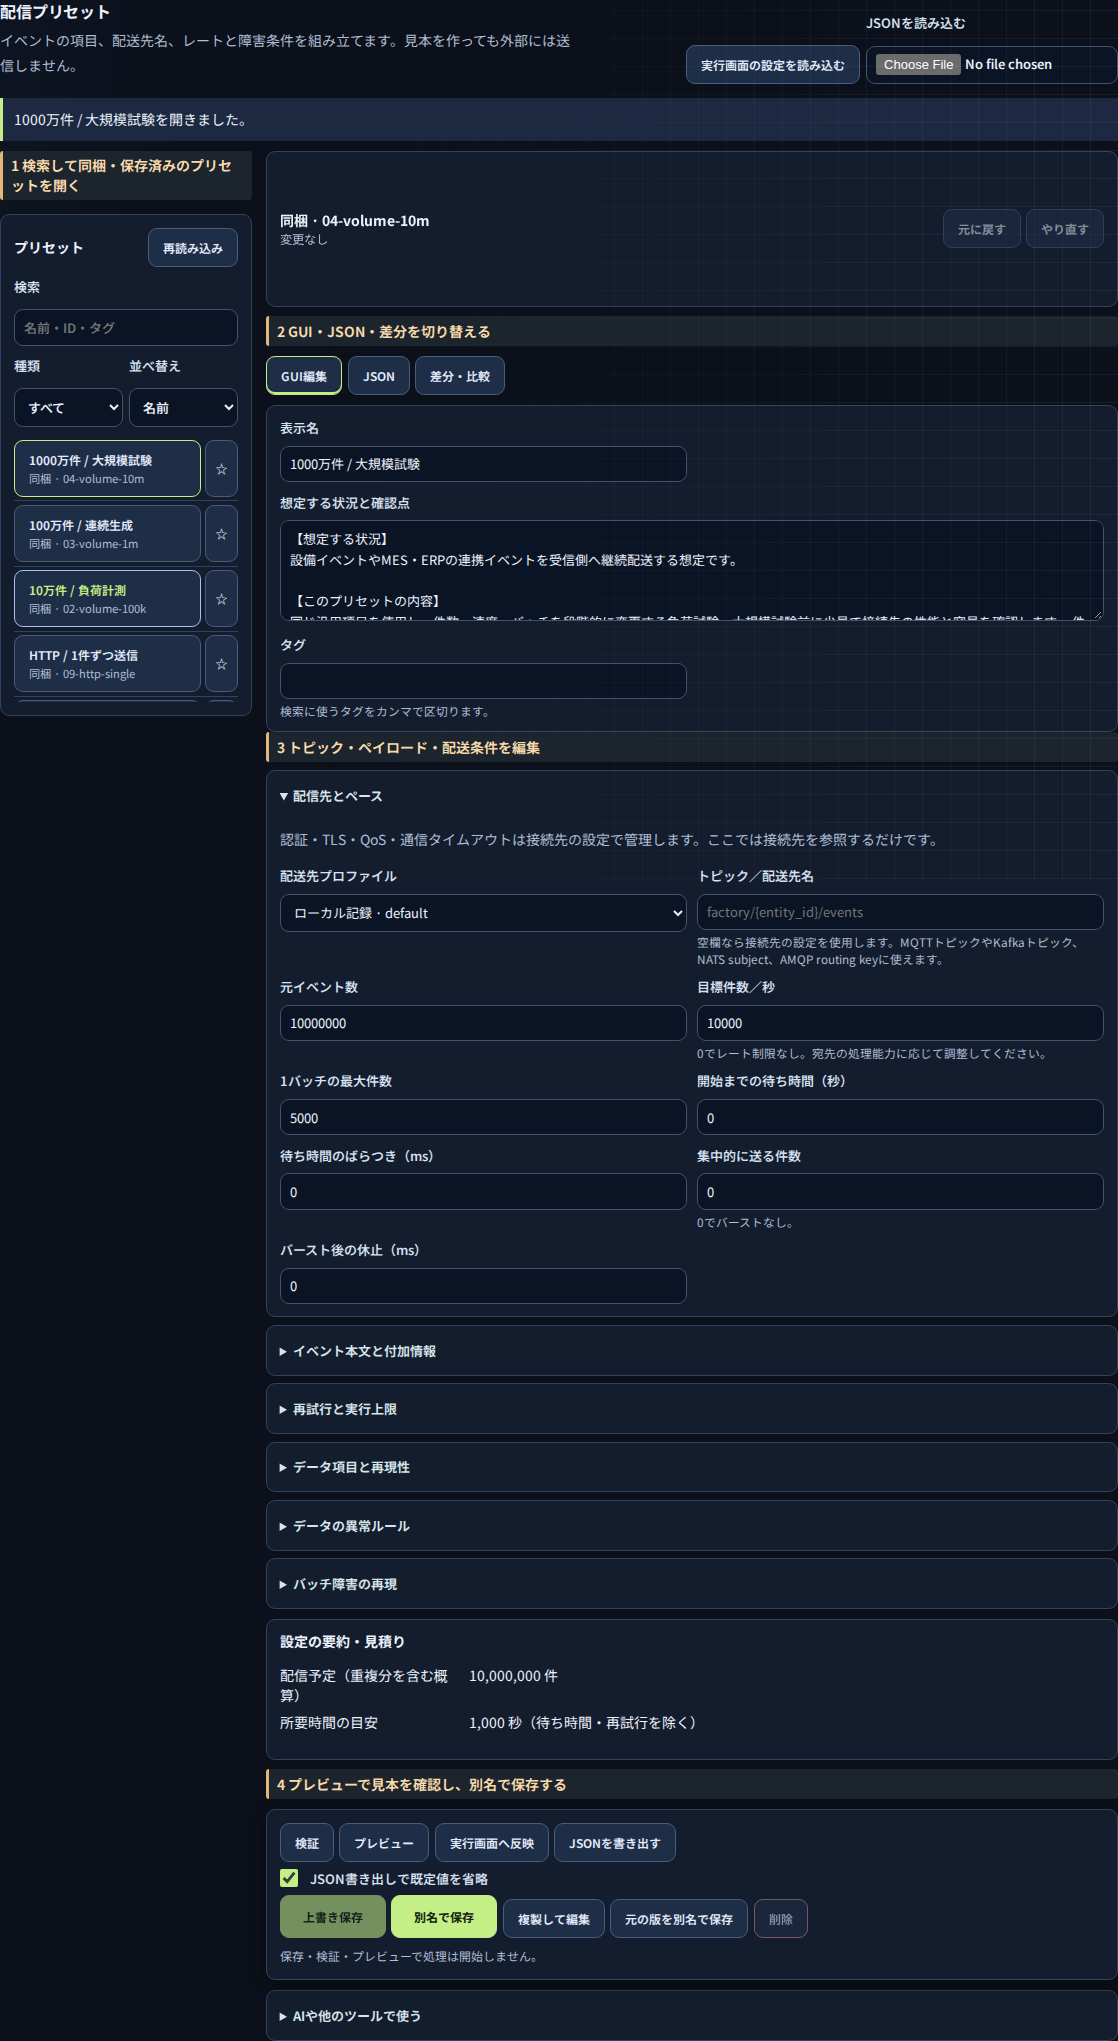 配信プリセット
イベントの項目、配送先名、レートと障害条件を組み立てます。見本を作っても外部には送
信しません。
JSONを読み込む
実行画面の設定を読み込む
Choose File No file chosen
1000万件 / 大規模試験を開きました。
1 検索して同梱・保存済みのプリセ
ットを開く
プリセット
再読み込み
検索
名前・ID・タグ
種類
並べ替え
すべて
名前
1000万件 / 大規模試験
同梱 · 04-volume-10m
☆
100万件 / 連続生成
同梱 · 03-volume-1m
☆
10万件 / 負荷計測
同梱 · 02-volume-100k
☆
HTTP / 1件ずつ送信
同梱 · 09-http-single
☆
同梱 · 04-volume-10m
変更なし
元に戻す
やり直す
2 GUI・JSON・差分を切り替える
GUI編集
JSON
差分・比較
表示名
1000万件 / 大規模試験
想定する状況と確認点
【想定する状況】
設備イベントやMES・ERPの連携イベントを受信側へ継続配送する想定です。
【このプリセットの内容】
タグ
検索に使うタグをカンマで区切ります。
3 トピック・ペイロード・配送条件を編集
▼ 配信先とペース
認証・TLS・QoS・通信タイムアウトは接続先の設定で管理します。ここでは接続先を参照するだけです。
配送先プロファイル
トピック／配送先名
ローカル記録 · default
factory/{entity_id}/events
空欄なら接続先の設定を使用します。MQTTトピックやKafkaトピック、
NATS subject、AMQP routing keyに使えます。
元イベント数
目標件数／秒
10000000
10000
0でレート制限なし。宛先の処理能力に応じて調整してください。
1バッチの最大件数
開始までの待ち時間（秒）
5000
0
待ち時間のばらつき（ms）
集中的に送る件数
0
0
0でバーストなし。
バースト後の休止（ms）
0
▶ イベント本文と付加情報
▶ 再試行と実行上限
▶ データ項目と再現性
▶ データの異常ルール
▶ バッチ障害の再現
設定の要約・見積り
配信予定（重複分を含む概
算）
10,000,000 件
所要時間の目安
1,000 秒（待ち時間・再試行を除く）
4 プレビューで見本を確認し、別名で保存する
検証
プレビュー
実行画面へ反映
JSONを書き出す
JSON書き出しで既定値を省略
上書き保存
別名で保存
複製して編集
元の版を別名で保存
削除
保存・検証・プレビューで処理は開始しません。
▶ AIや他のツールで使う